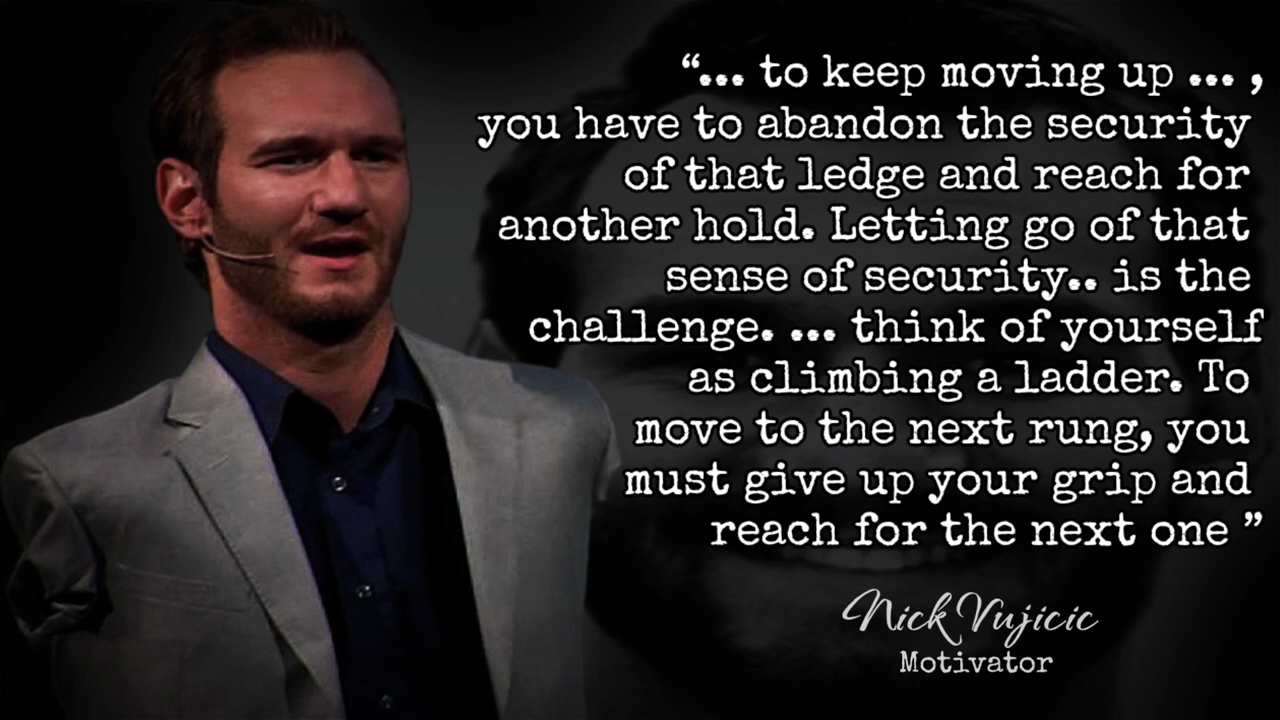 “... to keep moving up ... ,
you have to abandon the security
of that ledge and reach for
another hold. Letting go of that
sense of security.. is the
challenge. ... think of yourself
as climbing a ladder. To
move to the next rung, you
must give up your grip and
reach for the next one ”
Nick Vujicic
Motivator